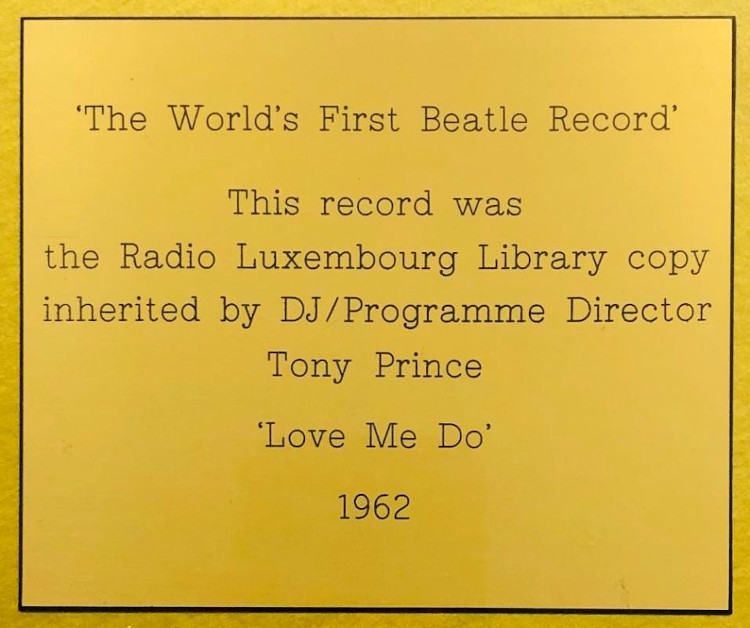 ‘The World’s First Beatle Record’
This record was
the Radio Luxembourg Library copy
inherited by DJ/Programme Director
Tony Prince
‘Love Me Do’
1962